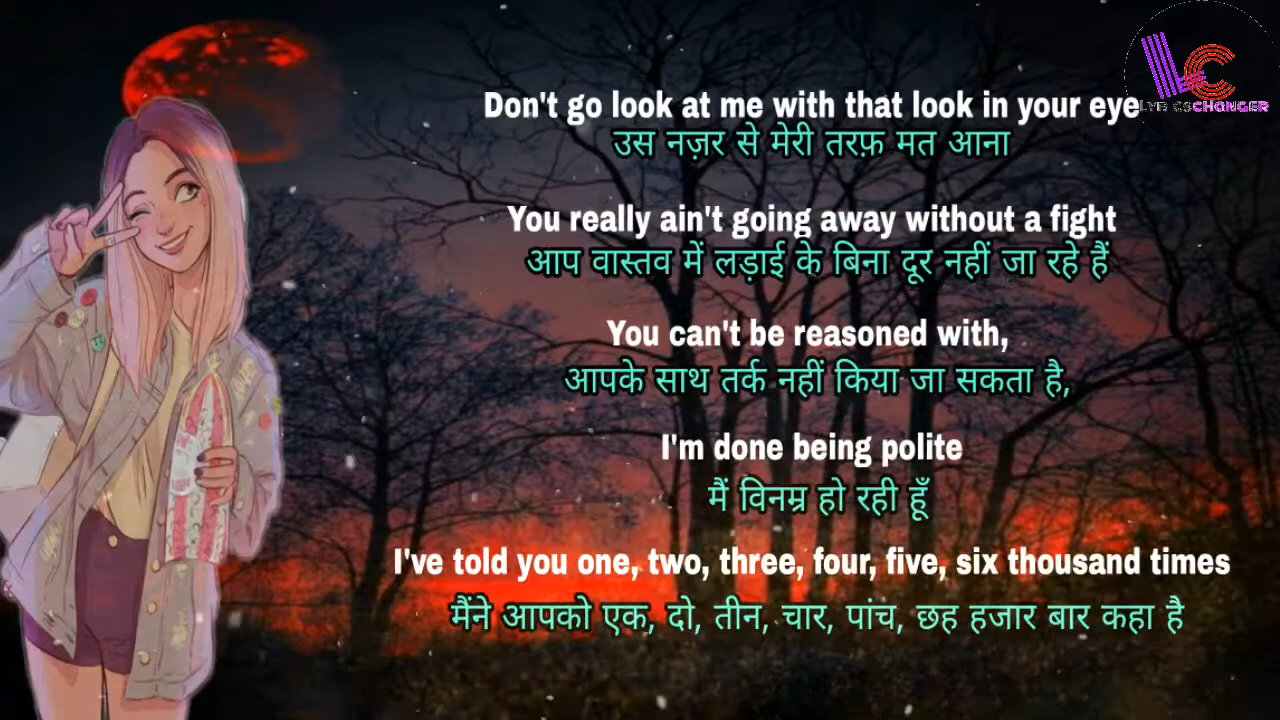 Don't go look at me with that look in your eye
उस नज़र से मेरी तरफ़ मत आना
You really ain't going away without a fight
आप वास्तव में लड़ाई के बिना दूर नहीं जा रहे हैं
You can't be reasoned with,
आपके साथ तर्क नहीं किया जा सकता है,
I'm done being polite
मैं विनम्र हो रही हूँ
I've told you one, two, three, four, five, six thousand times
मैंने आपको एक, दो, तीन, चार, पांच, छह हजार बार कहा है
LC
LYRICSCHANGER